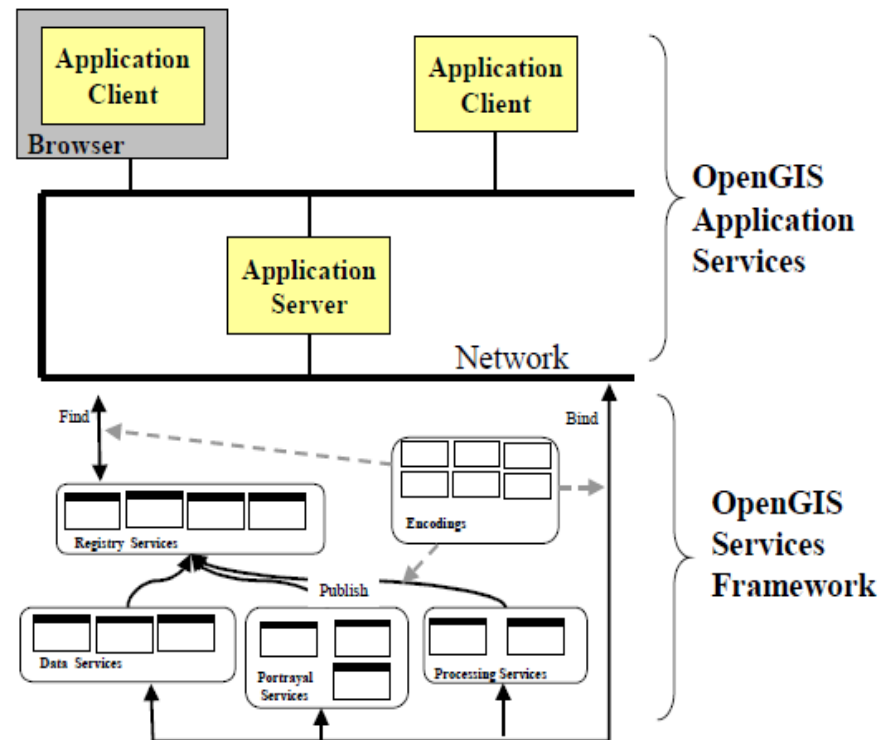 Application
Client
Browser
Application
Client
OpenGIS
Application
Services
Application
Server
Network
Find
Bind
Encodings
Registry Services
Publish
Data Services
Portrayal
Services
Processing Services
OpenGIS
Services
Framework